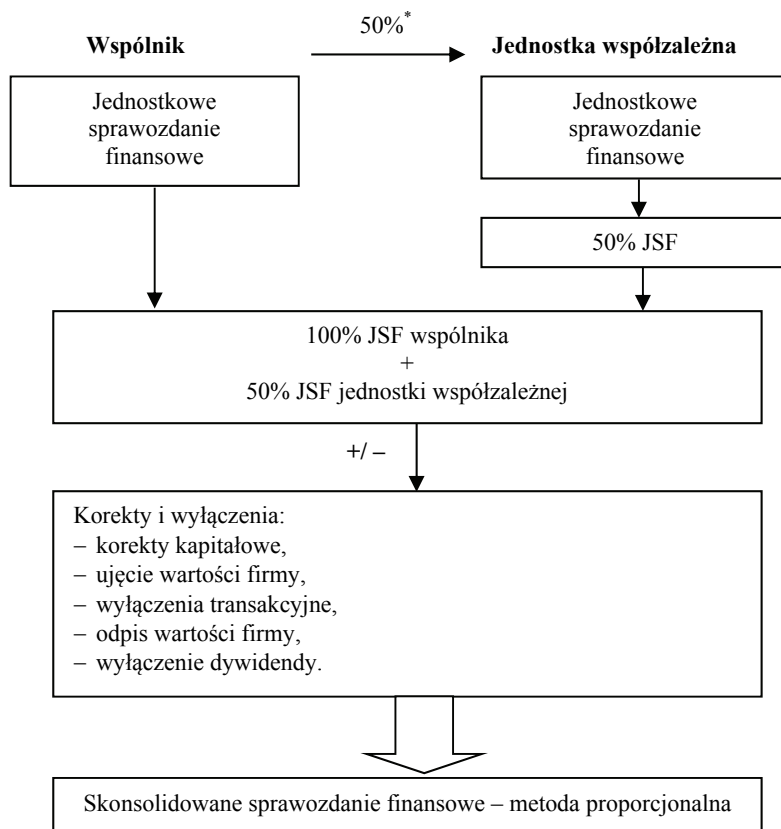 Wspólnik
50%*
Jednostka współzależna
Jednostkowe
sprawozdanie
finansowe
Jednostkowe
sprawozdanie
finansowe
50% JSF
100% JSF wspólnika
+
50% JSF jednostki współzależnej
+/ –
Korekty i wyłączenia:
– korekty kapitałowe,
– ujęcie wartości firmy,
– wyłączenia transakcyjne,
– odpis wartości firmy,
– wyłączenie dywidendy.
Skonsolidowane sprawozdanie finansowe – metoda proporcjonalna